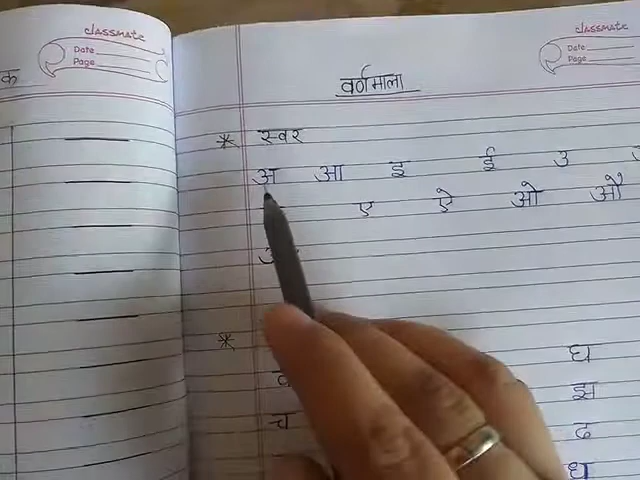 classmate
Date
Page
क
classmate
Date
Page
वर्णमाला
* स्वर
अ आ इ ई उ
ए ऐ ओ औ
*
घ
च झ
ढ
ध